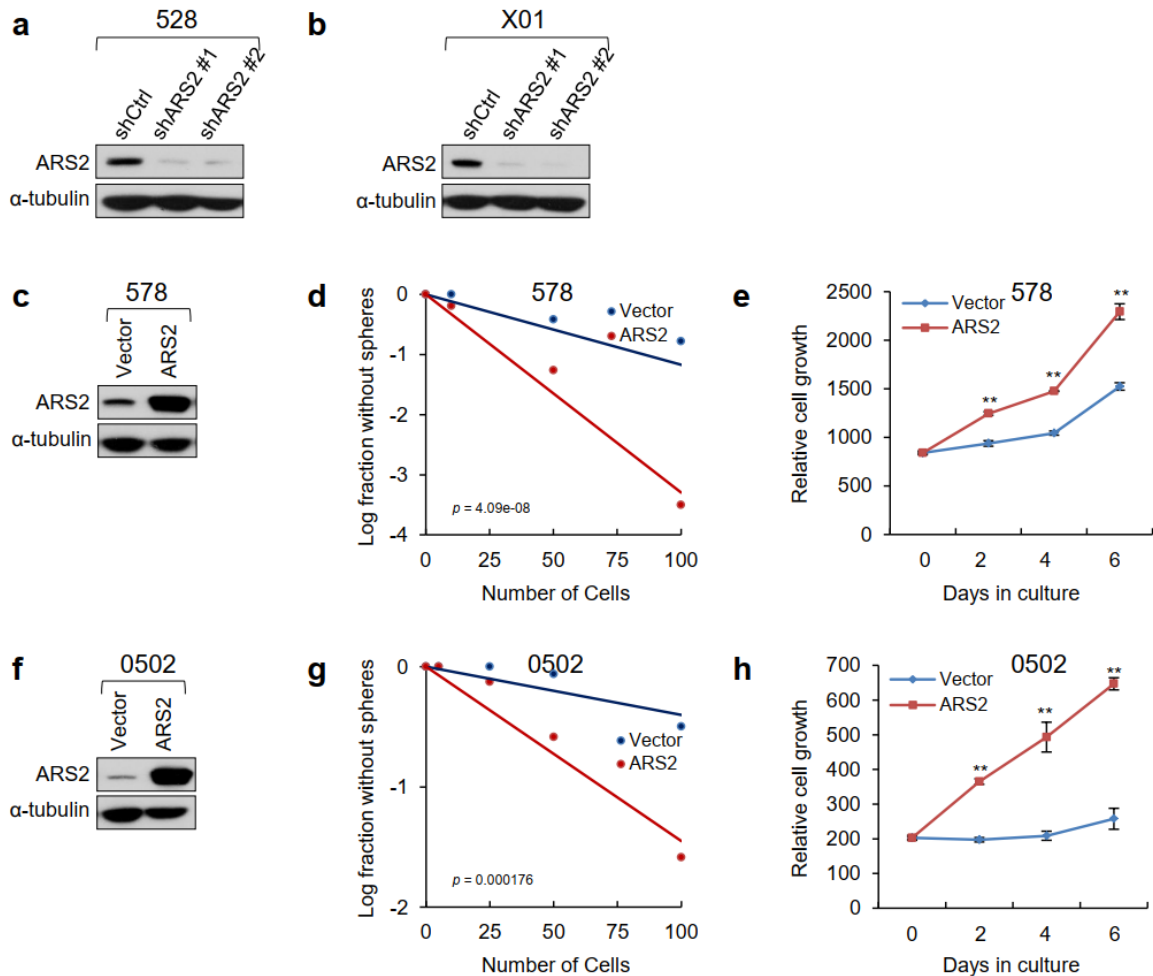 a
528
shCtrl
shARS2 #1
shARS2 #2
ARS2
α-tubulin
b
X01
shCtrl
shARS2 #1
shARS2 #2
ARS2
α-tubulin
c
578
Vector
ARS2
ARS2
α-tubulin
d
578
Vector
ARS2
Log fraction without spheres
0
-1
-2
-3
-4
p = 4.09e-08
0 25 50 75 100
Number of Cells
e
578
Vector
ARS2
Relative cell growth
2500
2000
1500
1000
500
0
** ** **
0 2 4 6
Days in culture
f
0502
Vector
ARS2
ARS2
α-tubulin
g
0502
Vector
ARS2
Log fraction without spheres
0
-1
-2
p = 0.000176
0 25 50 75 100
Number of Cells
h
0502
Vector
ARS2
Relative cell growth
700
600
500
400
300
200
100
0
** ** **
0 2 4 6
Days in culture